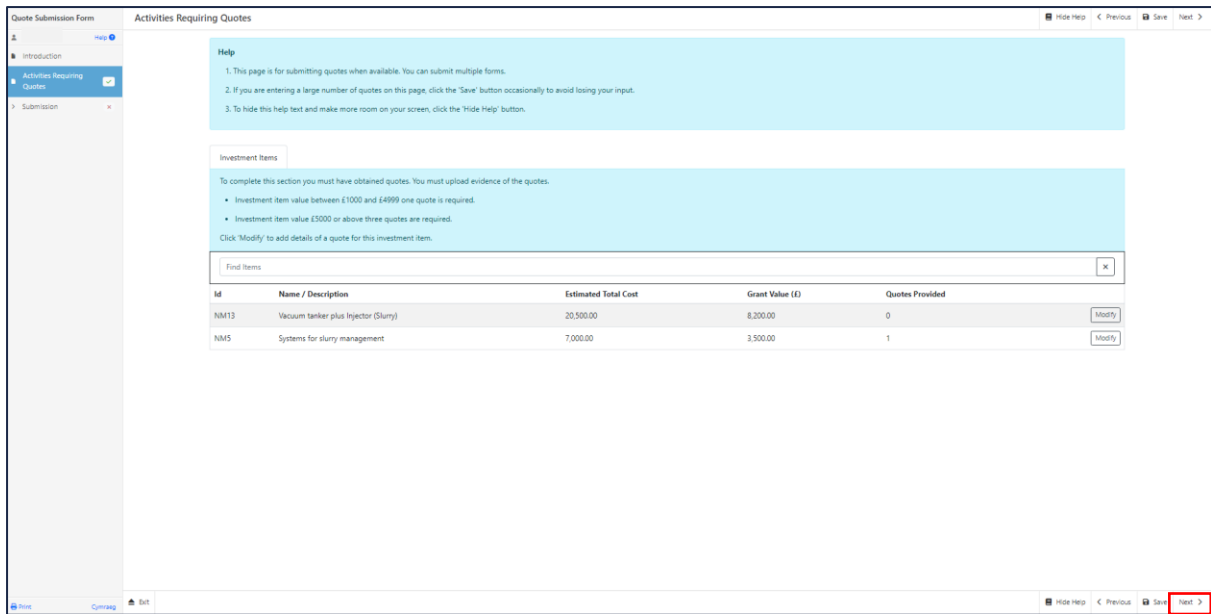 Quote Submission Form
Activities Requiring Quotes
Hide Help
Previous
Save
Next
Help
Introduction
Activities Requiring
Quotes
Submission
Help
1. This page is for submitting quotes when available. You can submit multiple forms.
2. If you are entering a large number of quotes on this page, click the 'Save' button occasionally to avoid losing your input.
3. To hide this help text and make more room on your screen, click the 'Hide Help' button.
Investment Items
To complete this section you must have obtained quotes. You must upload evidence of the quotes.
• Investment item value between £1000 and £4999 one quote is required.
• Investment item value £5000 or above three quotes are required.
Click 'Modify' to add details of a quote for this investment item.
Find Items
Id Name / Description Estimated Total Cost Grant Value (£) Quotes Provided
NM13 Vacuum tanker plus Injector (Slurry) 20,500.00 8,200.00 0 Modify
NM5 Systems for slurry management 7,000.00 3,500.00 1 Modify
Print
Cymraeg
Exit
Hide Help
Previous
Save
Next